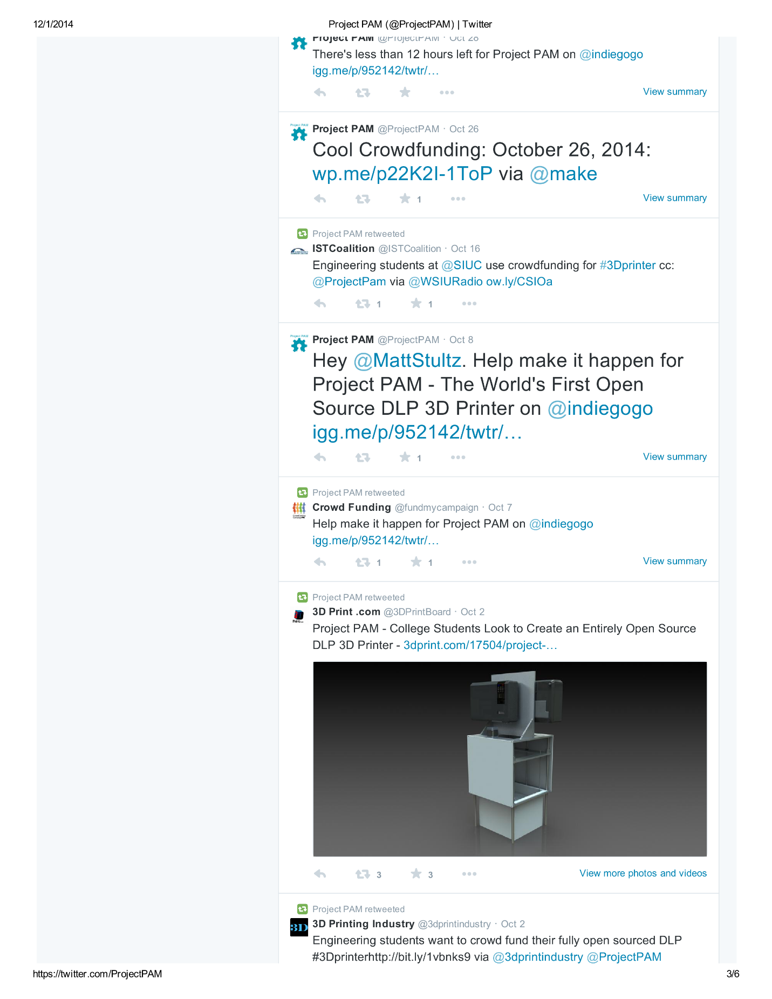 12/1/2014
Project PAM (@ProjectPAM) | Twitter
Project PAM @ProjectPAM · Oct 28
There's less than 12 hours left for Project PAM on @indiegogo
igg.me/p/952142/twtr/…
View summary
Project PAM
Project PAM @ProjectPAM · Oct 26
Cool Crowdfunding: October 26, 2014:
wp.me/p22K2I-1ToP via @make
1
View summary
Project PAM retweeted
ISTCoalition @ISTCoalition · Oct 16
Engineering students at @SIUC use crowdfunding for #3Dprinter cc:
@ProjectPam via @WSIURadio ow.ly/CSIOa
1 1
Project PAM
Project PAM @ProjectPAM · Oct 8
Hey @MattStultz. Help make it happen for
Project PAM - The World's First Open
Source DLP 3D Printer on @indiegogo
igg.me/p/952142/twtr/…
1
View summary
Project PAM retweeted
Crowd Funding @fundmycampaign · Oct 7
Help make it happen for Project PAM on @indiegogo
igg.me/p/952142/twtr/…
1 1
View summary
Project PAM retweeted
3D Print .com @3DPrintBoard · Oct 2
Project PAM - College Students Look to Create an Entirely Open Source
DLP 3D Printer - 3dprint.com/17504/project-…
3 3
View more photos and videos
Project PAM retweeted
3D
3D Printing Industry @3dprintindustry · Oct 2
Engineering students want to crowd fund their fully open sourced DLP
#3Dprinterhttp://bit.ly/1vbnks9 via @3dprintindustry @ProjectPAM
https://twitter.com/ProjectPAM
3/6